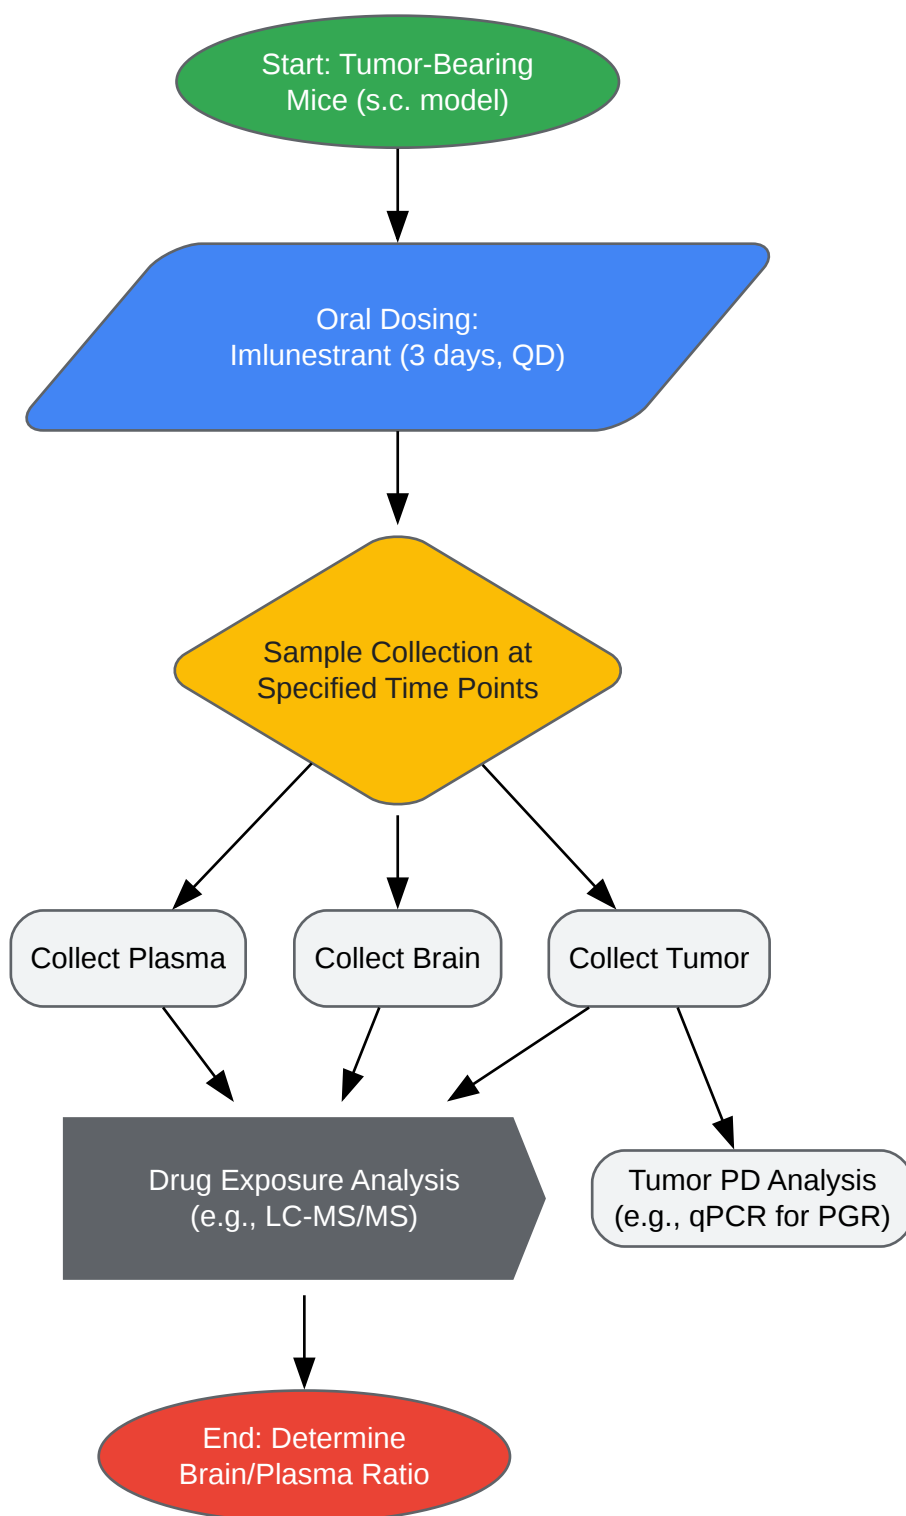 Start: Tumor-Bearing
Mice (s.c. model)
Oral Dosing:
Imlunestrant (3 days, QD)
Sample Collection at
Specified Time Points
Collect Plasma
Collect Brain
Collect Tumor
Drug Exposure Analysis
(e.g., LC-MS/MS)
Tumor PD Analysis
(e.g., qPCR for PGR)
End: Determine
Brain/Plasma Ratio